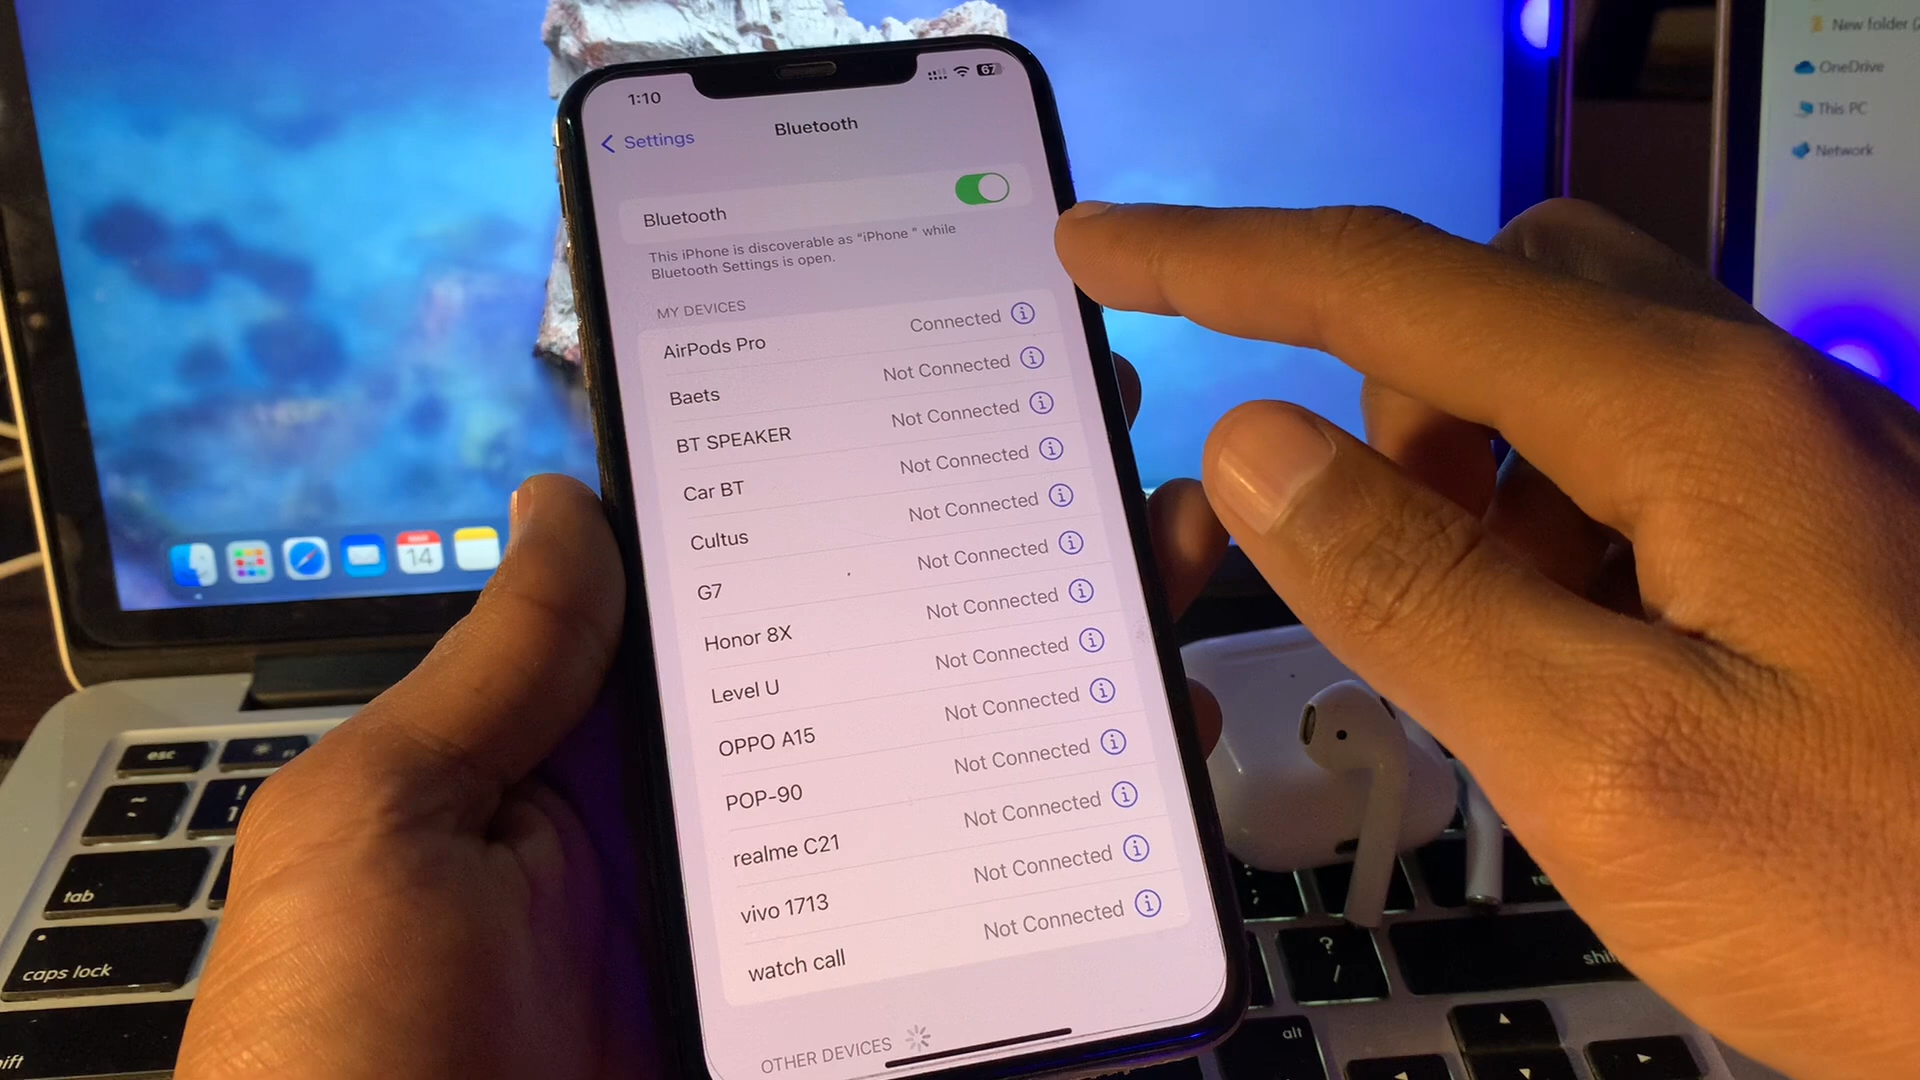 1:10
67
Settings
Bluetooth
Bluetooth
This iPhone is discoverable as “iPhone ” while
Bluetooth Settings is open.
MY DEVICES
AirPods Pro Connected
Baets Not Connected
BT SPEAKER Not Connected
Car BT Not Connected
Cultus Not Connected
G7 Not Connected
Honor 8X Not Connected
Level U Not Connected
OPPO A15 Not Connected
POP-90 Not Connected
realme C21 Not Connected
vivo 1713 Not Connected
watch call Not Connected
OTHER DEVICES
New folder (
OneDrive
This PC
Network
14
esc
F1
~
!
1
tab
caps lock
?
/
alt